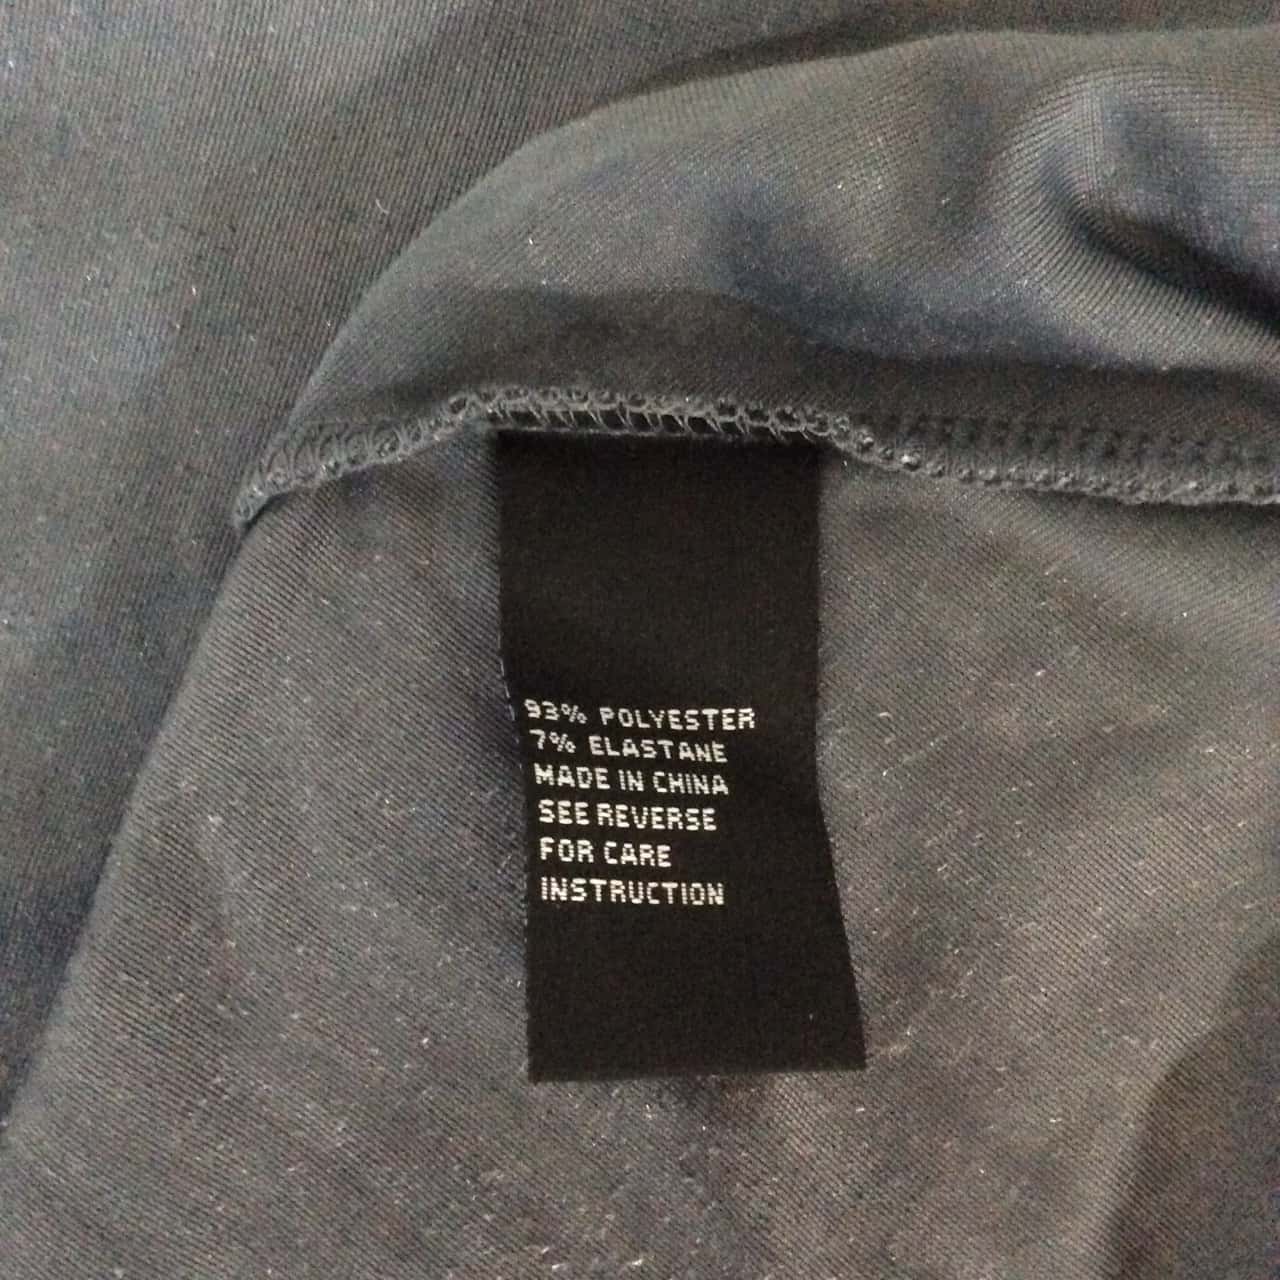 93% POLYESTER
7% ELASTANE
MADE IN CHINA
SEE REVERSE
FOR CARE
INSTRUCTION